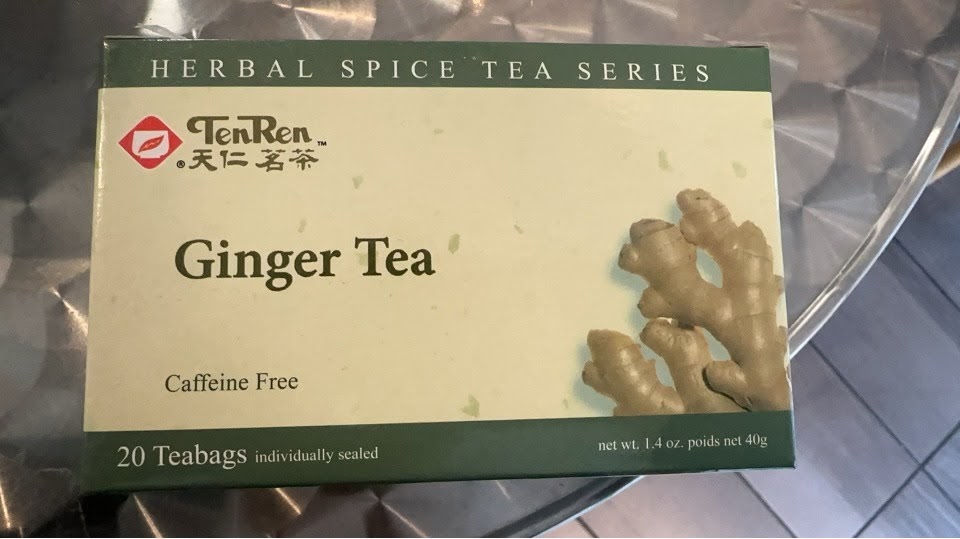 HERBAL SPICE TEA SERIES
TenRen™
®天仁茗茶
Ginger Tea
Caffeine Free
20 Teabags individually sealed
net wt. 1.4 oz. poids net 40g